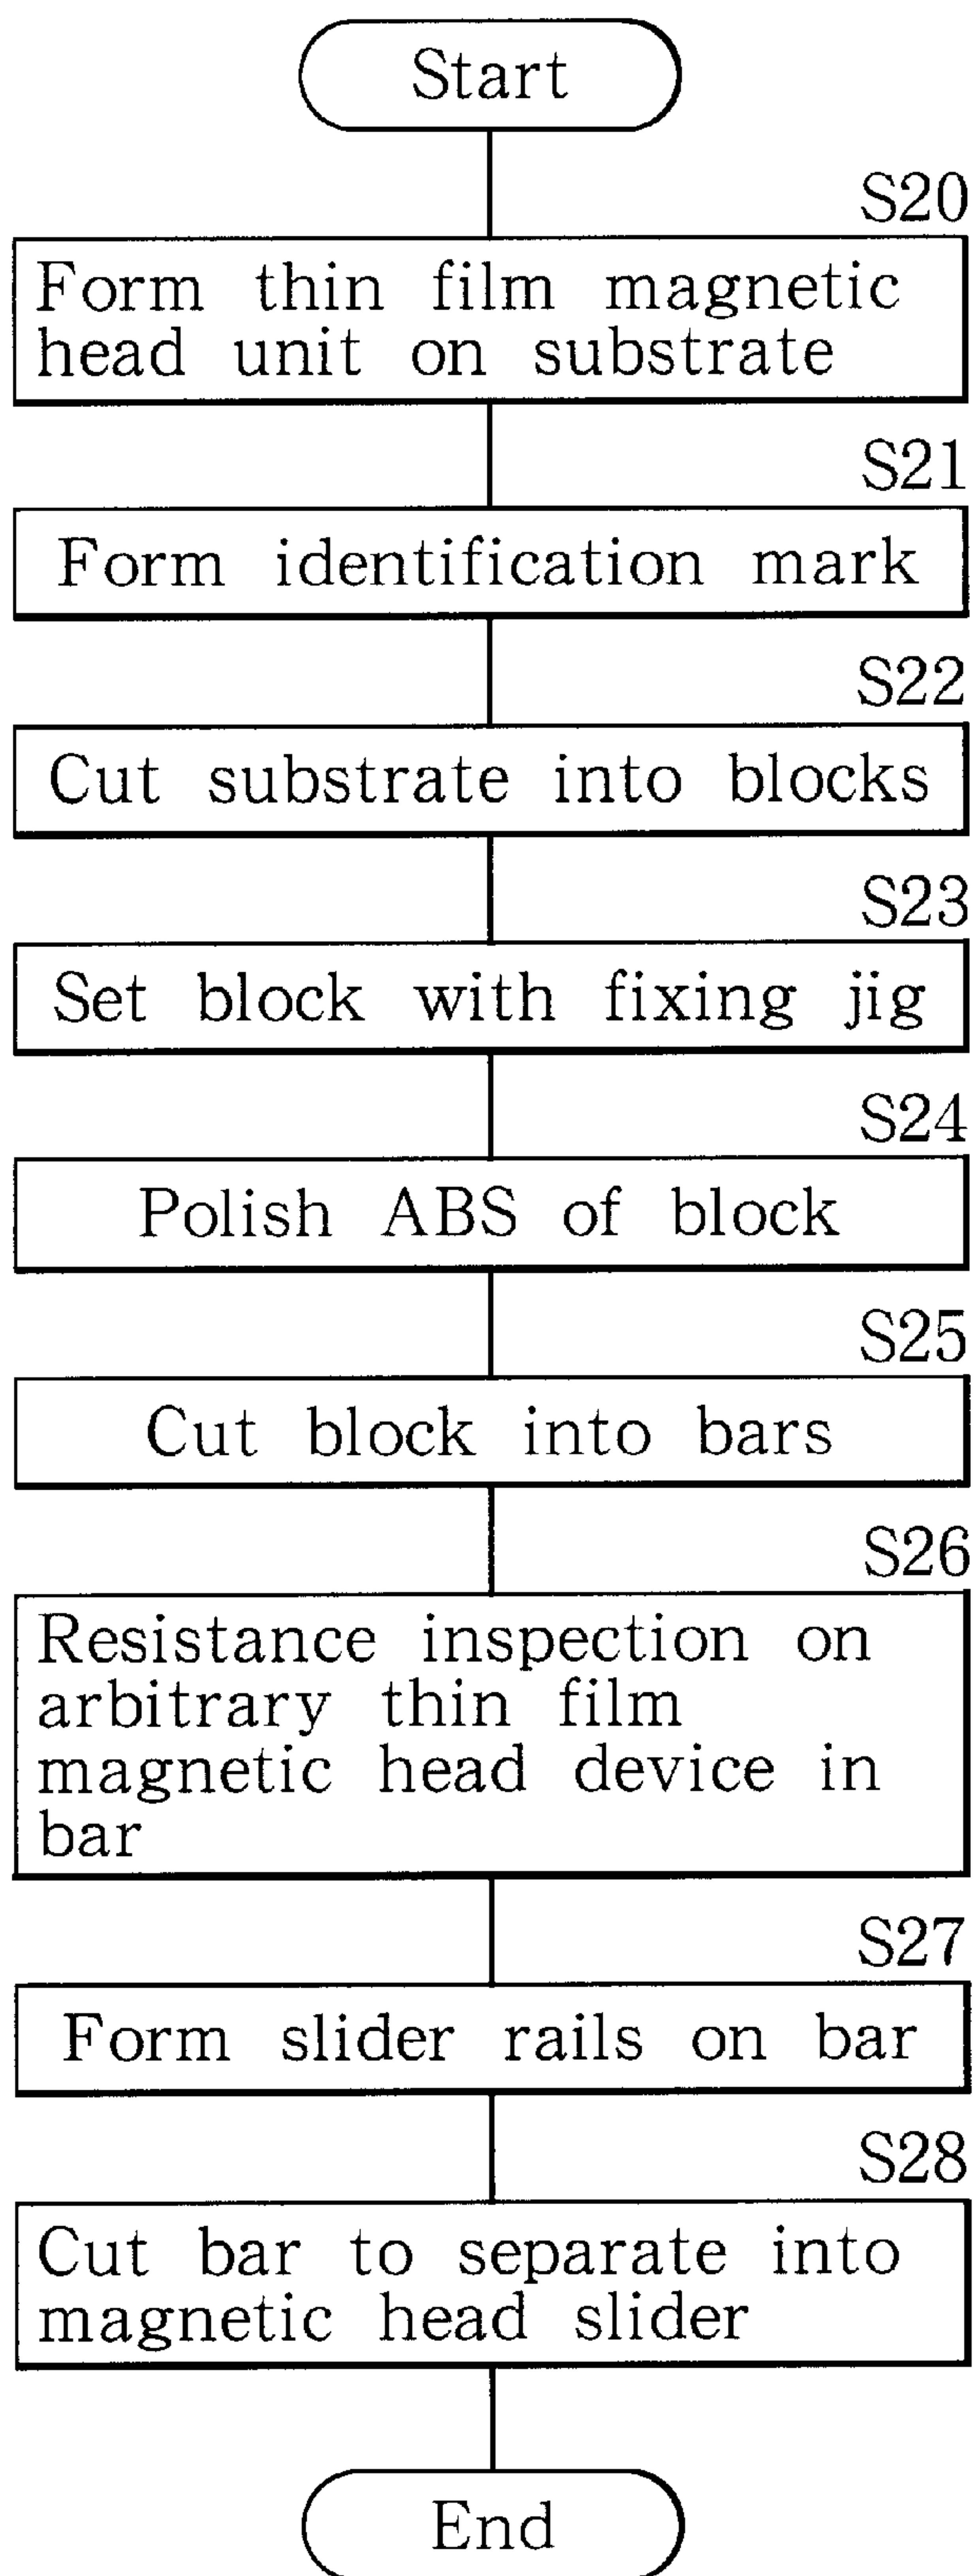 Start
S20
Form thin film magnetic
head unit on substrate
S21
Form identification mark
S22
Cut substrate into blocks
S23
Set block with fixing jig
S24
Polish ABS of block
S25
Cut block into bars
S26
Resistance inspection on
arbitrary thin film
magnetic head device in
bar
S27
Form slider rails on bar
S28
Cut bar to separate into
magnetic head slider
End